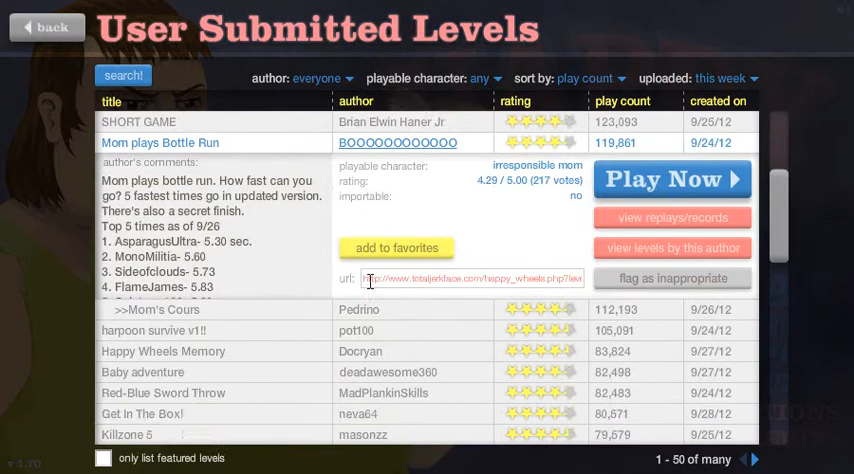 back
User Submitted Levels
search!
author: everyone playable character: any sort by: play count uploaded: this week
title author rating play count created on
SHORT GAME Brian Elwin Haner Jr 123,093 9/25/12
Mom plays Bottle Run BOOOOOOOOOOOO 119,861 9/24/12
author's comments:
Mom plays bottle run. How fast can you
go? 5 fastest times go in updated version.
There's also a secret finish.
Top 5 times as of 9/26
1. AsparagusUltra- 5.30 sec.
2. MonoMilitia- 5.60
3. Sideofclouds- 5.73
4. FlameJames- 5.83
playable character: irresponsible mom
rating: 4.29 / 5.00 (217 votes)
importable: no
add to favorites
url: http://www.totaljerkface.com/happy_wheels.php?lev
Play Now
view replays/records
view levels by this author
flag as inappropriate
>>Mom's Cours Pedrino 112,193 9/26/12
harpoon survive v1!! pot100 105,091 9/24/12
Happy Wheels Memory Docryan 83,824 9/27/12
Baby adventure deadawesome360 82,498 9/27/12
Red-Blue Sword Throw MadPlankinSkills 82,483 9/24/12
Get In The Box! neva64 80,571 9/28/12
Killzone 5 masonzz 79,579 9/25/12
only list featured levels 1 - 50 of many
v 1.70